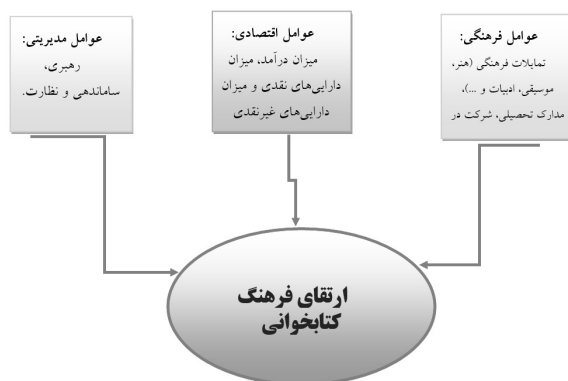 عوامل فرهنگی:
تمایلات فرهنگی (هنر،
موسیقی، ادبیات و ...)،
مدارک تحصیلی، شرکت در
عوامل اقتصادی:
میزان درآمد، میزان
دارایی‌های نقدی و میزان
دارایی‌های غیرنقدی
عوامل مدیریتی:
رهبری،
ساماندهی و نظارت.
ارتقای فرهنگ
کتابخوانی